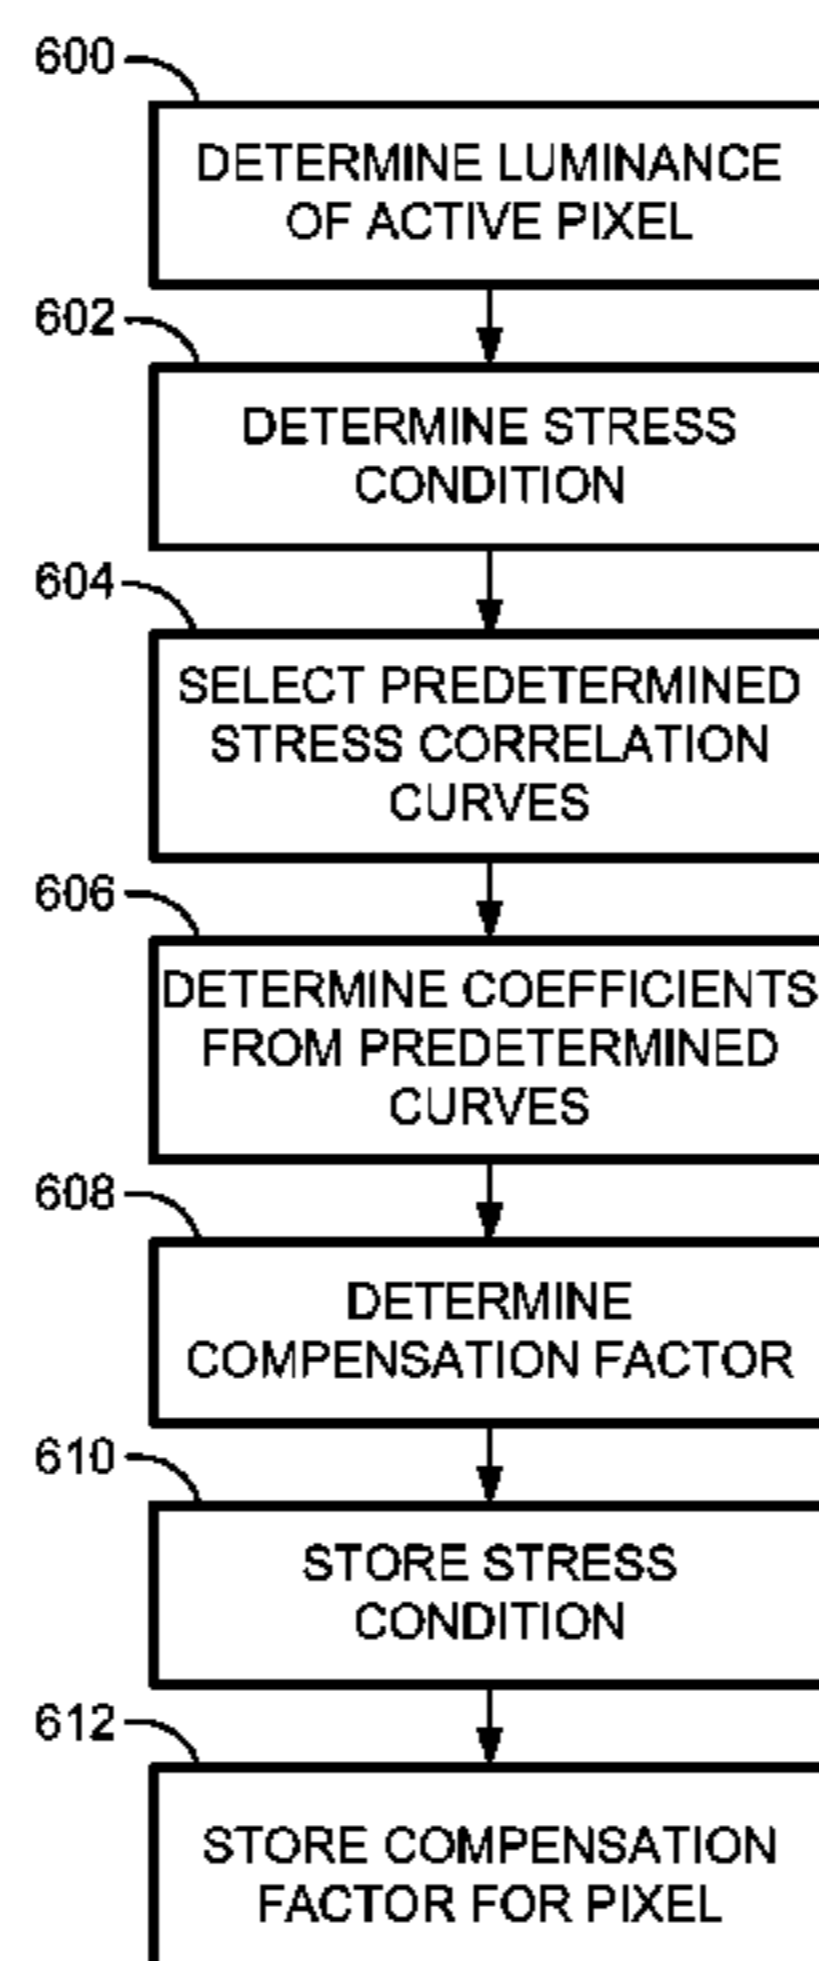 600
DETERMINE LUMINANCE
OF ACTIVE PIXEL
602
DETERMINE STRESS
CONDITION
604
SELECT PREDETERMINED
STRESS CORRELATION
CURVES
606
DETERMINE COEFFICIENTS
FROM PREDETERMINED
CURVES
608
DETERMINE
COMPENSATION FACTOR
610
STORE STRESS
CONDITION
612
STORE COMPENSATION
FACTOR FOR PIXEL